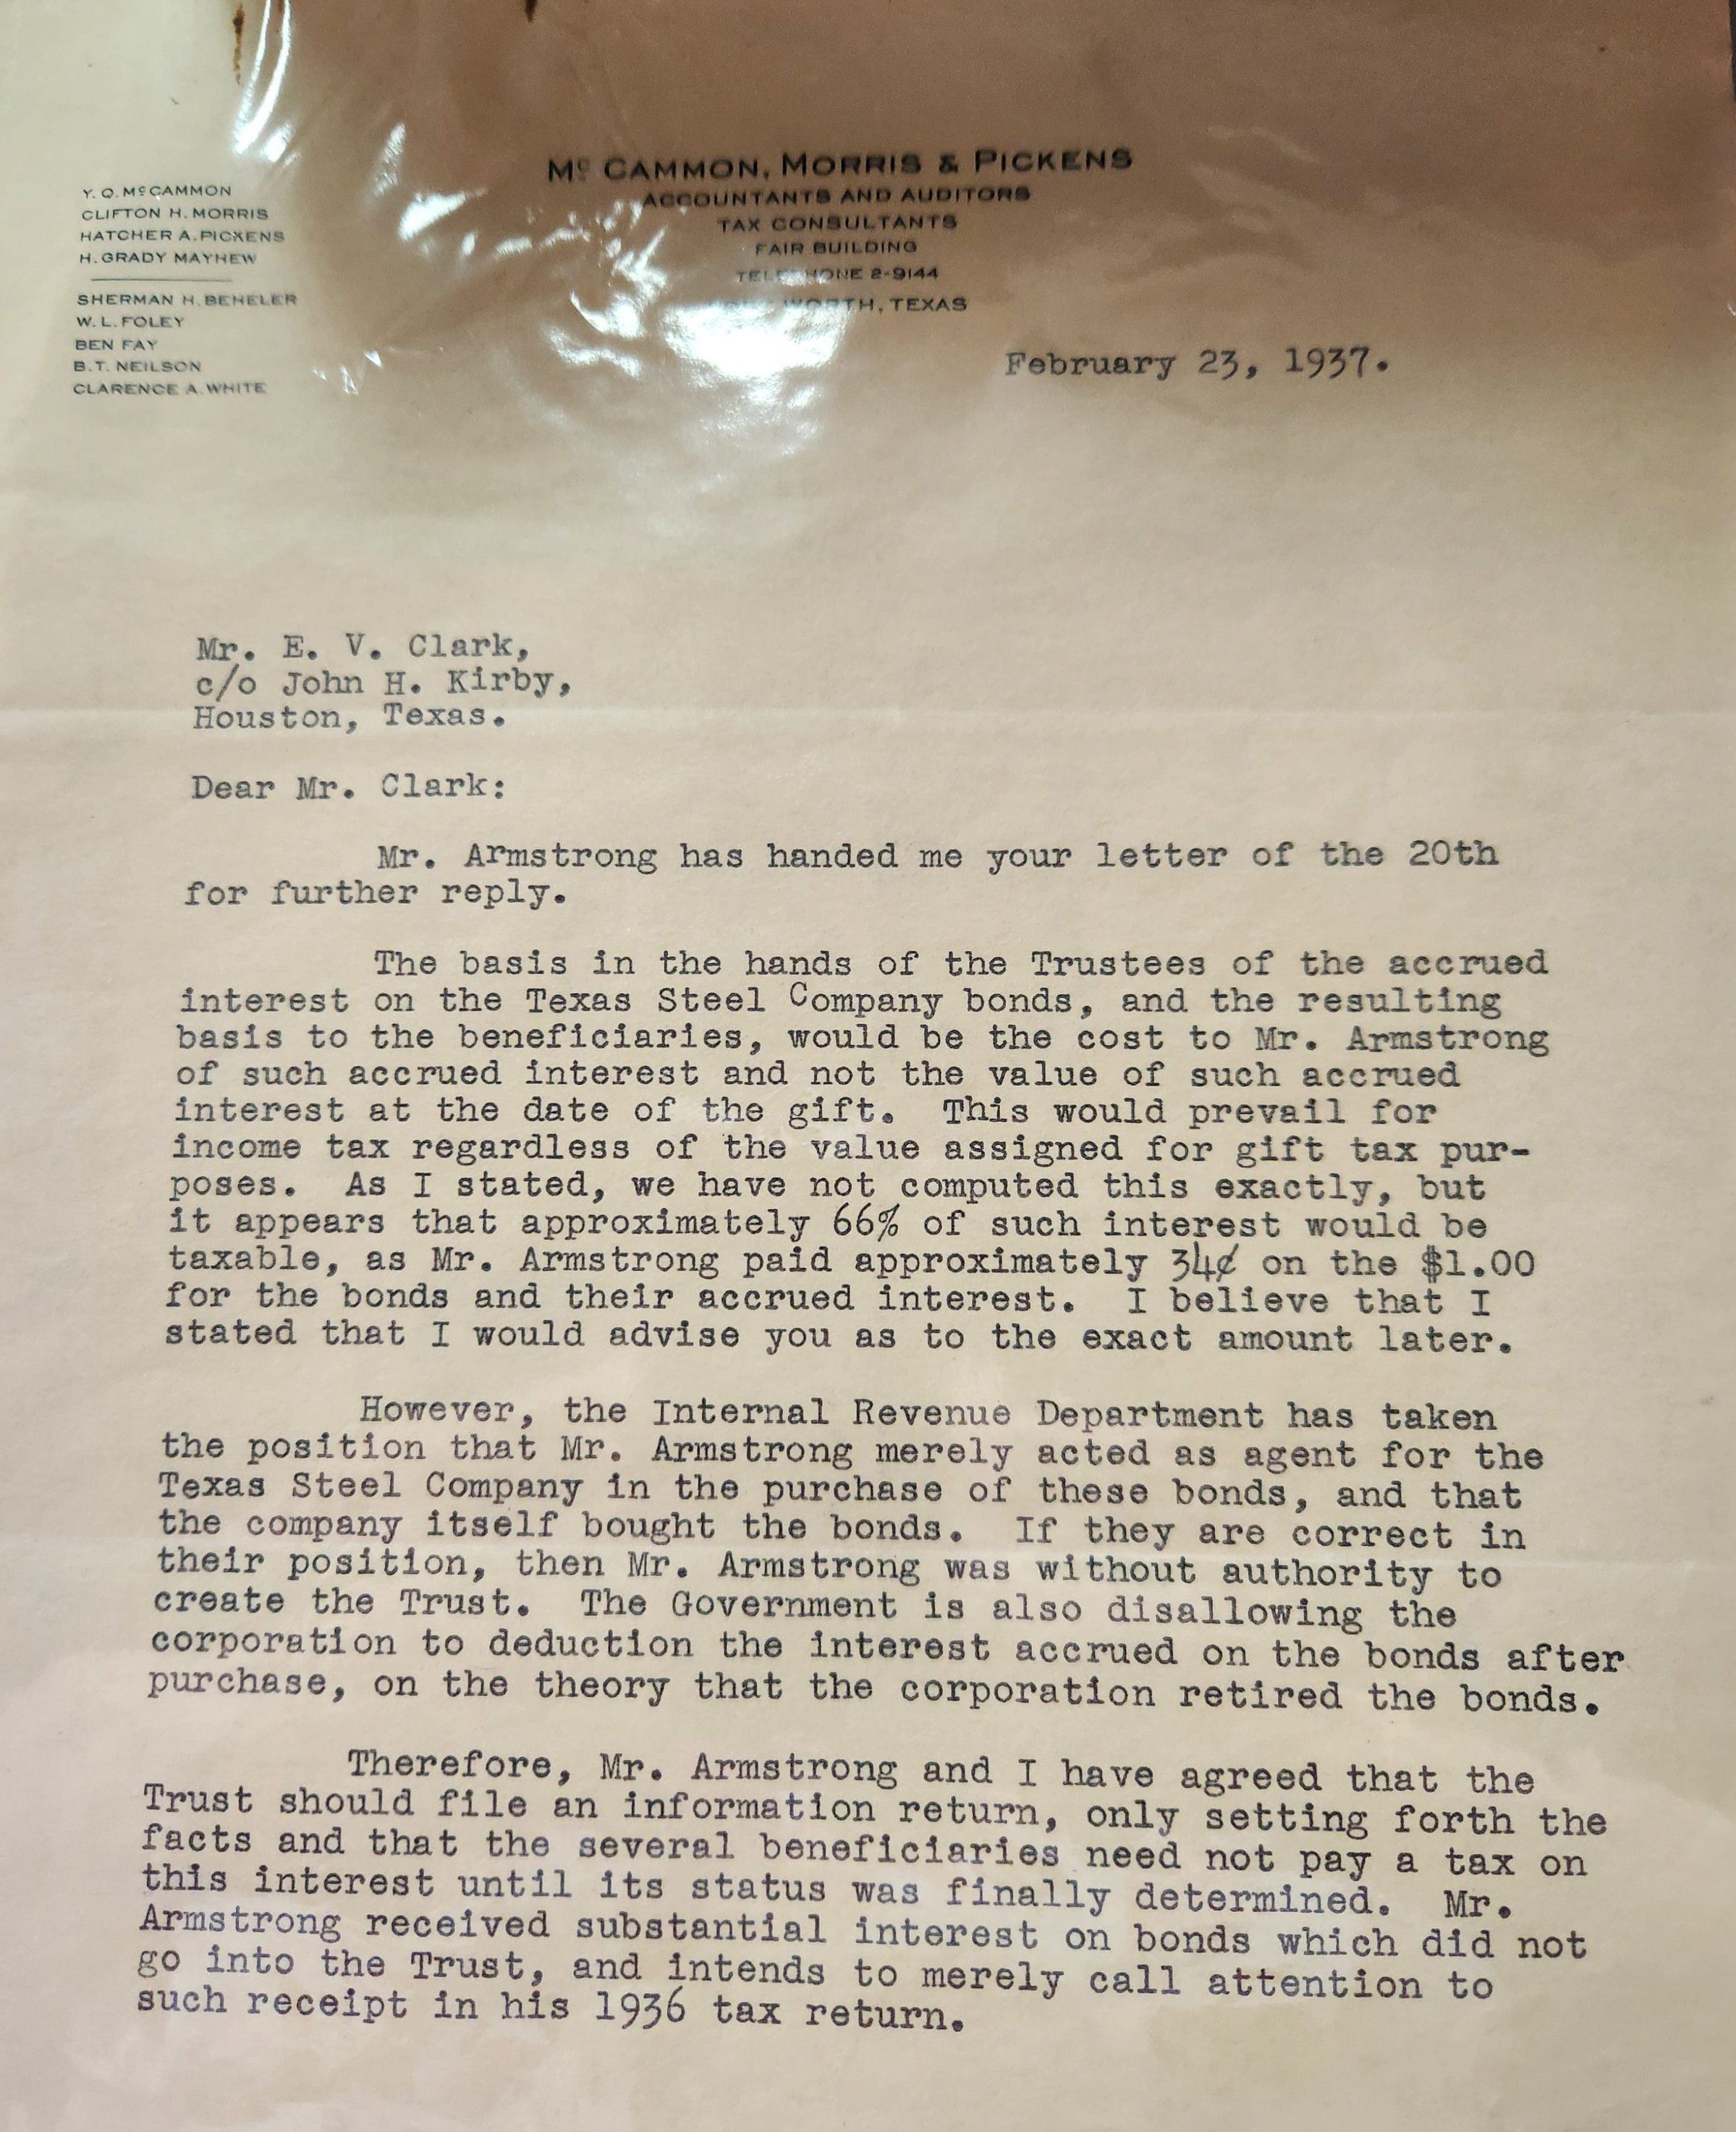 Mc CAMMON, MORRIS & PICKENS
ACCOUNTANTS AND AUDITORS
TAX CONSULTANTS
FAIR BUILDING
TELEPHONE 2-9144
WORTH, TEXAS
Y. Q. McCAMMON
CLIFTON H. MORRIS
HATCHER A. PICKENS
H. GRADY MAYHEW
SHERMAN H. BEHELER
W. L. FOLEY
BEN FAY
B. T. NEILSON
CLARENCE A. WHITE
February 23, 1937.
Mr. E. V. Clark,
c/o John H. Kirby,
Houston, Texas.
Dear Mr. Clark:
Mr. Armstrong has handed me your letter of the 20th
for further reply.
The basis in the hands of the Trustees of the accrued
interest on the Texas Steel Company bonds, and the resulting
basis to the beneficiaries, would be the cost to Mr. Armstrong
of such accrued interest and not the value of such accrued
interest at the date of the gift. This would prevail for
income tax regardless of the value assigned for gift tax pur-
poses. As I stated, we have not computed this exactly, but
it appears that approximately 66% of such interest would be
taxable, as Mr. Armstrong paid approximately 34¢ on the $1.00
for the bonds and their accrued interest. I believe that I
stated that I would advise you as to the exact amount later.
However, the Internal Revenue Department has taken
the position that Mr. Armstrong merely acted as agent for the
Texas Steel Company in the purchase of these bonds, and that
the company itself bought the bonds. If they are correct in
their position, then Mr. Armstrong was without authority to
create the Trust. The Government is also disallowing the
corporation to deduction the interest accrued on the bonds after
purchase, on the theory that the corporation retired the bonds.
Therefore, Mr. Armstrong and I have agreed that the
Trust should file an information return, only setting forth the
facts and that the several beneficiaries need not pay a tax on
this interest until its status was finally determined. Mr.
Armstrong received substantial interest on bonds which did not
go into the Trust, and intends to merely call attention to
such receipt in his 1936 tax return.